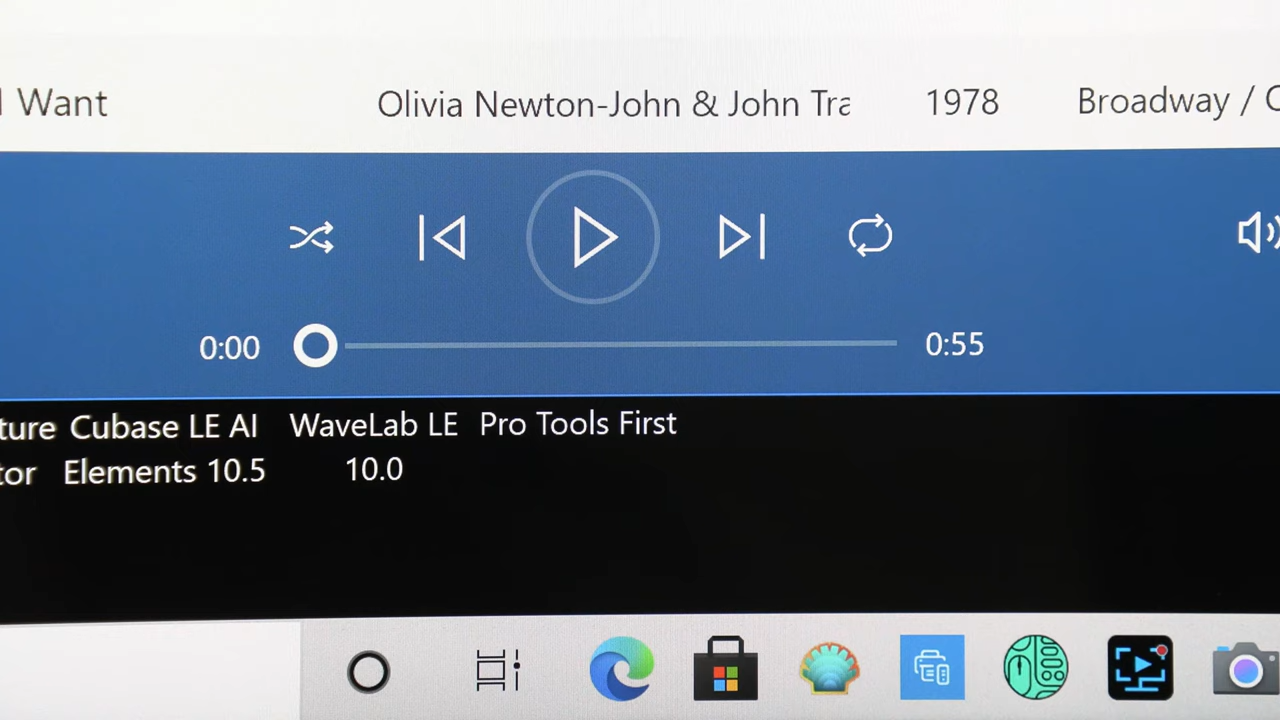 Want
Olivia Newton-John & John Tra
1978
Broadway /
0:00
0:55
ture Cubase LE AI WaveLab LE Pro Tools First
tor Elements 10.5 10.0